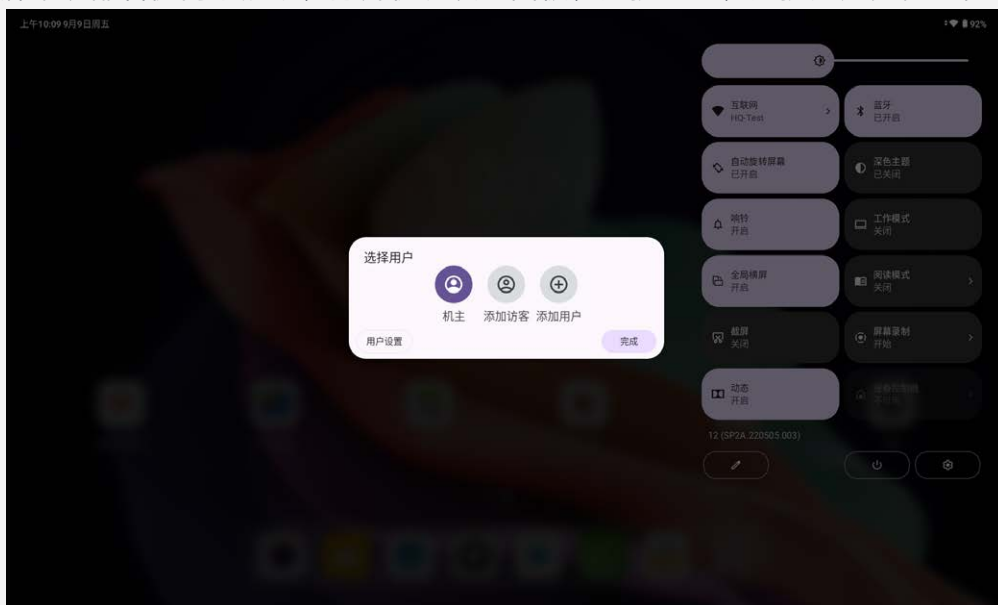 上午10:09 9月9日周五
92%
互联网
HQ-Test
蓝牙
已开启
自动旋转屏幕
已开启
深色主题
已关闭
响铃
开启
工作模式
关闭
全局横屏
开启
阅读模式
关闭
截屏
关闭
屏幕录制
开始
动态
开启
12 (SP2A.220505.003)
选择用户
机主
添加访客
添加用户
用户设置
完成